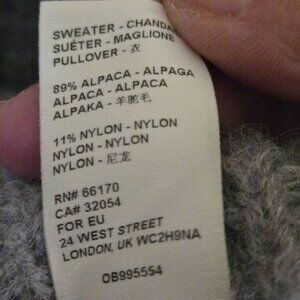 SWEATER - CHANDAI
SUÉTER - MAGLIONE
PULLOVER - 衣
89% ALPACA - ALPAGA
ALPACA - ALPACA
ALPAKA - 羊驼毛
11% NYLON - NYLON
NYLON - NYLON
NYLON - 尼龙
RN# 66170
CA# 32054
FOR EU
24 WEST STREET
LONDON, UK WC2H9NA
OB995554